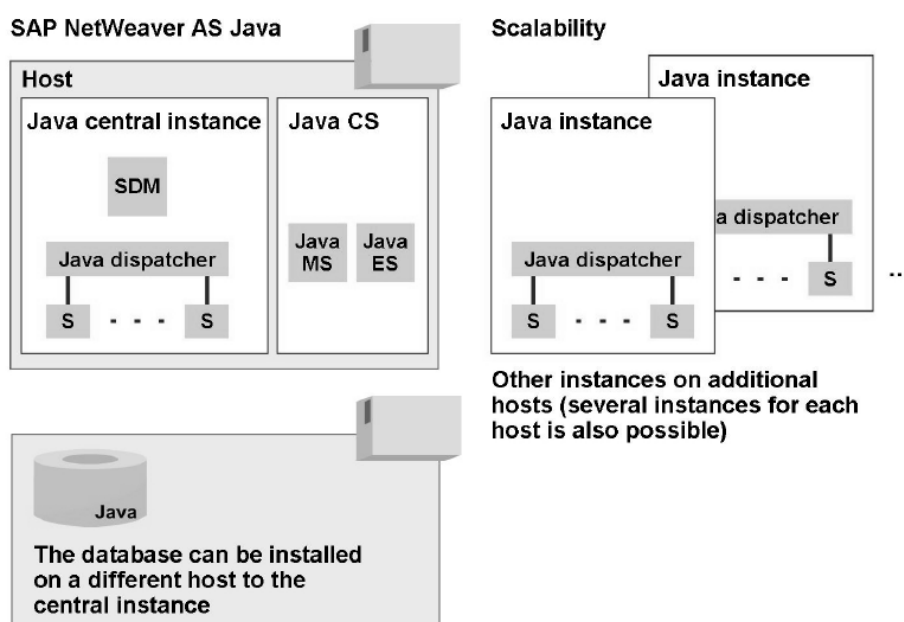 SAP NetWeaver AS Java
Host
Java central instance
SDM
Java dispatcher
S - - - S
Java CS
Java
MS
Java
ES
The database can be installed
on a different host to the
central instance
Java
Scalability
Java instance
Java dispatcher
S - - - S
Java instance
a dispatcher
- - - S
..
Other instances on additional
hosts (several instances for each
host is also possible)